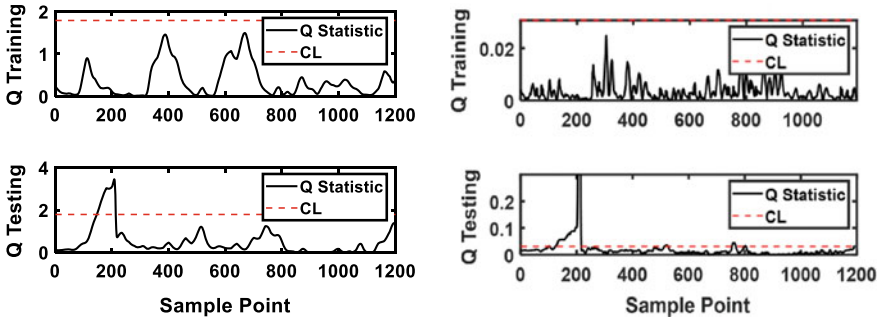 2
1
0
Q Training
Q Statistic
CL
0 200 400 600 800 1000 1200
4
2
0
Q Testing
Q Statistic
CL
0 200 400 600 800 1000 1200
Sample Point
0.02
0
Q Training
Q Statistic
CL
0 200 400 600 800 1000
0.2
0.1
0
Q Testing
Q Statistic
CL
0 200 400 600 800 1000 1200
Sample Point